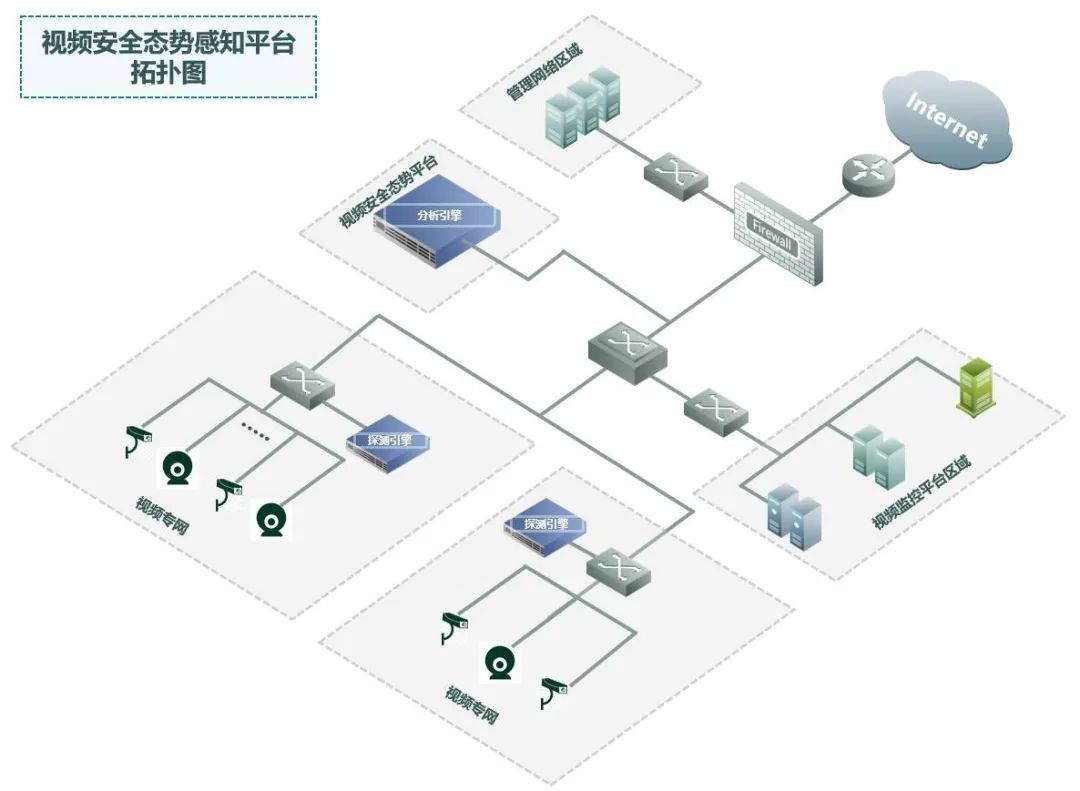 视频安全态势感知平台
拓扑图
管理网络区域
Internet
视频安全态势平台
分析引擎
Firewall
探测引擎
视频专网
视频监控平台区域
探测引擎
视频专网